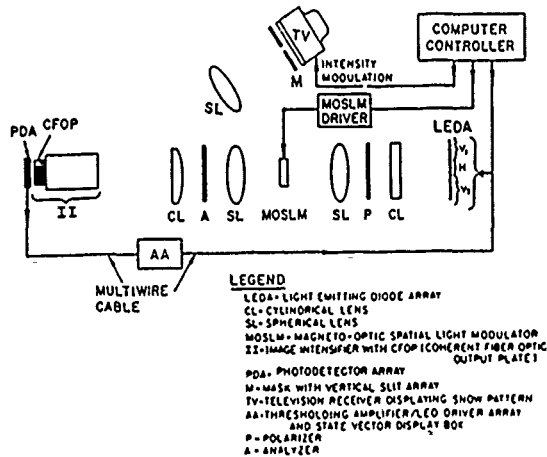 TV
COMPUTER
CONTROLLER
M
INTENSITY
MODULATION
SL
MOSLM
DRIVER
LEDA
PDA
CFOP
V₁
H
V₂
II
CL A SL MOSLM SL P CL
AA
MULTIWIRE
CABLE
LEGEND
LEDA = LIGHT EMITTING DIODE ARRAY
CL = CYLINDRICAL LENS
SL = SPHERICAL LENS
MOSLM = MAGNETO-OPTIC SPATIAL LIGHT MODULATOR
II = IMAGE INTENSIFIER WITH CFOP [COHERENT FIBER OPTIC
OUTPUT PLATE]
PDA = PHOTODETECTOR ARRAY
M = MASK WITH VERTICAL SLIT ARRAY
TV = TELEVISION RECEIVER DISPLAYING SNOW PATTERN
AA = THRESHOLDING AMPLIFIER/LED DRIVER ARRAY
AND STATE VECTOR DISPLAY BOX
P = POLARIZER
A = ANALYZER